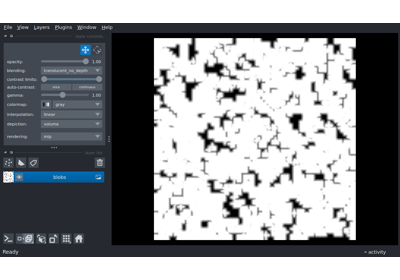 File View Layers Plugins Window Help
opacity: 1.00
blending: translucent_no_depth
contrast limits:
auto-contrast: once continuous
gamma: 1.00
colormap: gray
interpolation: linear
depiction: volume
rendering: mip
blobs
Ready
activity